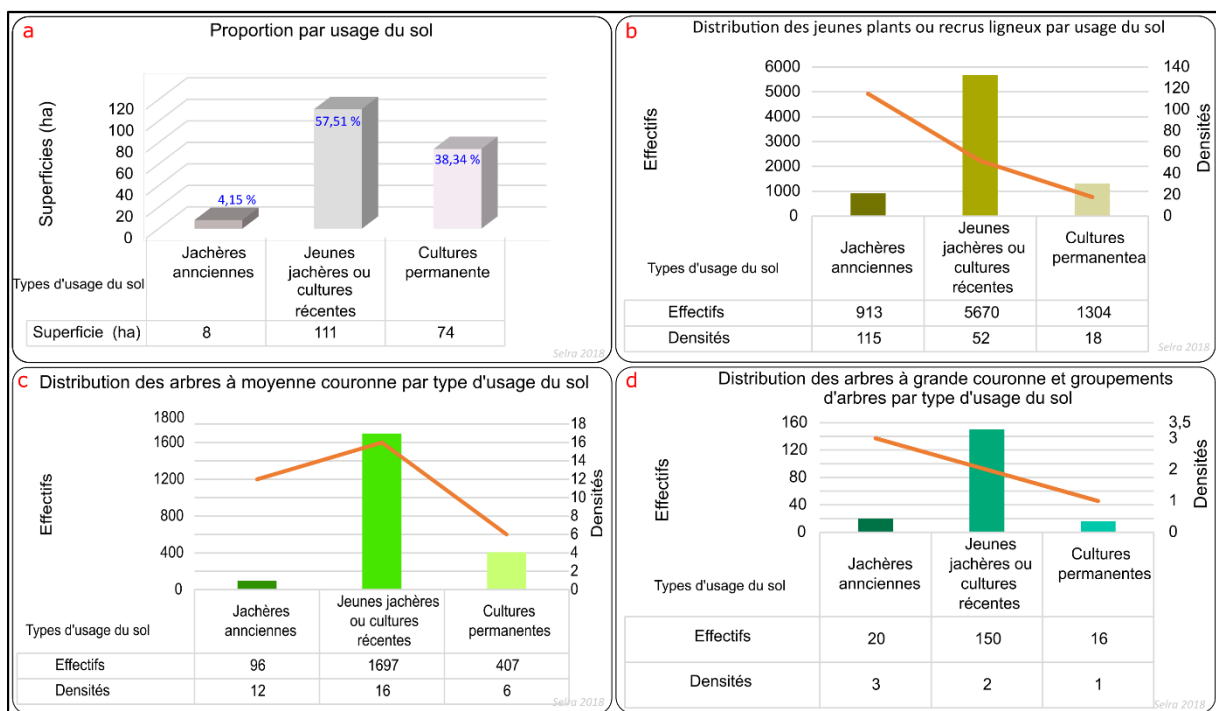 a
Proportion par usage du sol
Superficies (ha)
120
100
80
60
40
20
0
4,15 %
57,51 %
38,34 %
Types d'usage du sol
Jachères
annciennes
Jeunes
jachères ou
cultures
récentes
Cultures
permanente
Superficie (ha) 8 111 74
Selra 2018
b
Distribution des jeunes plants ou recrus ligneux par usage du sol
Effectifs
6000
5000
4000
3000
2000
1000
0
140
120
100
80
60
40
20
0
Densités
Types d'usage du sol
Jachères
annciennes
Jeunes
jachères ou
cultures
récentes
Cultures
permanentea
Effectifs 913 5670 1304
Densités 115 52 18
Selra 2018
c
Distribution des arbres à moyenne couronne par type d'usage du sol
Effectifs
1800
1600
1200
800
400
0
18
16
14
12
10
8
6
4
2
0
Densités
Types d'usage du sol
Jachères
annciennes
Jeunes jachères
ou cultures
récentes
Cultures
permanentes
Effectifs 96 1697 407
Densités 12 16 6
Selra 2018
d
Distribution des arbres à grande couronne et groupements
d'arbres par type d'usage du sol
Effectifs
160
120
80
40
0
3,5
3
2
1
0
Densités
Types d'usage du sol
Jachères
annciennes
Jeunes
jachères ou
cultures
récentes
Cultures
permanentes
Effectifs 20 150 16
Densités 3 2 1
Selra 2018